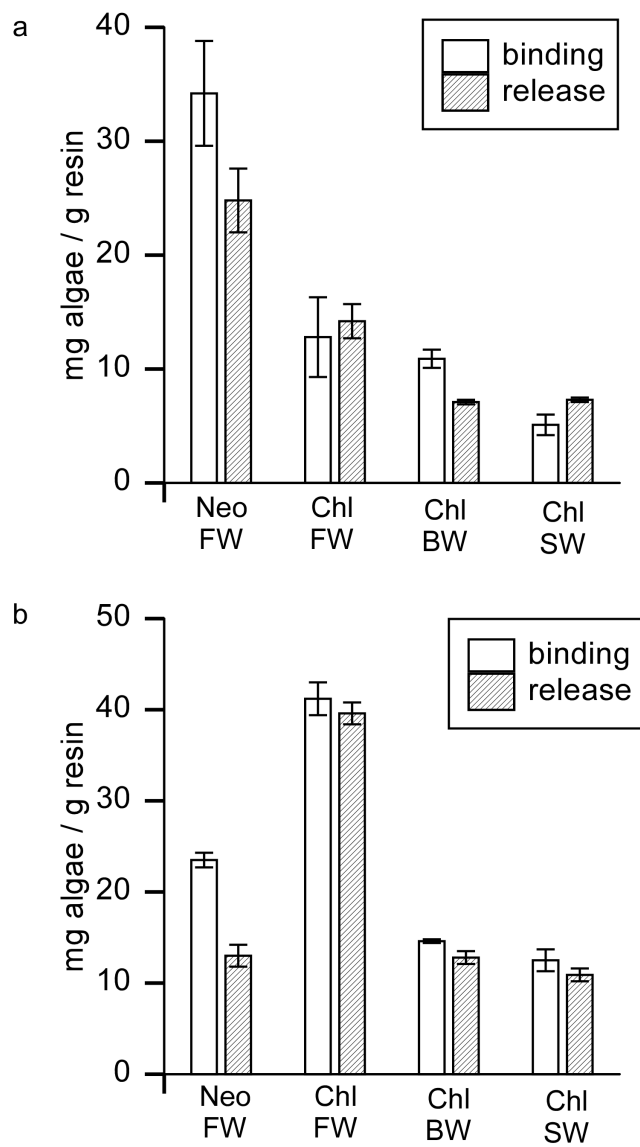 a
40
30
20
10
0
mg algae / g resin
binding
release
Neo FW
Chl FW
Chl BW
Chl SW
b
50
40
30
20
10
0
mg algae / g resin
binding
release
Neo FW
Chl FW
Chl BW
Chl SW